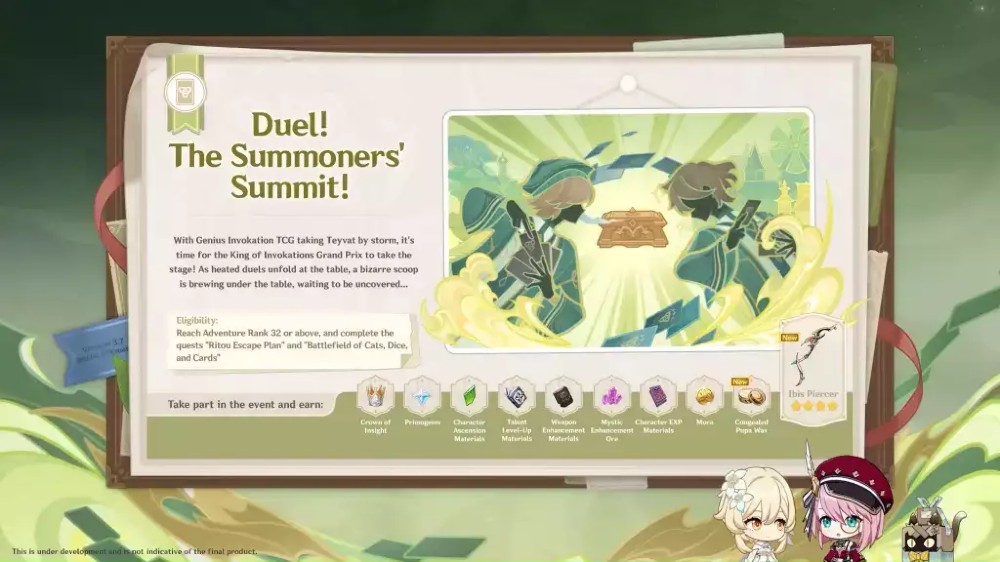 Duel!
The Summoners'
Summit!
With Genius Invokation TCG taking Teyvat by storm, it's
time for the King of Invokations Grand Prix to take the
stage! As heated duels unfold at the table, a bizarre scoop
is brewing under the table, waiting to be uncovered...
Eligibility:
Reach Adventure Rank 32 or above, and complete the
quests "Ritou Escape Plan" and "Battlefield of Cats, Dice,
and Cards"
New
Ibis Piercer
Take part in the event and earn:
New
Crown of
Insight
Primogem
Character
Ascension
Materials
Talent
Level-Up
Materials
Weapon
Enhancement
Materials
Mystic
Enhancement
Ore
Character EXP
Materials
Mora
Congealed
Popa Wax
This is under development and is not indicative of the final product.